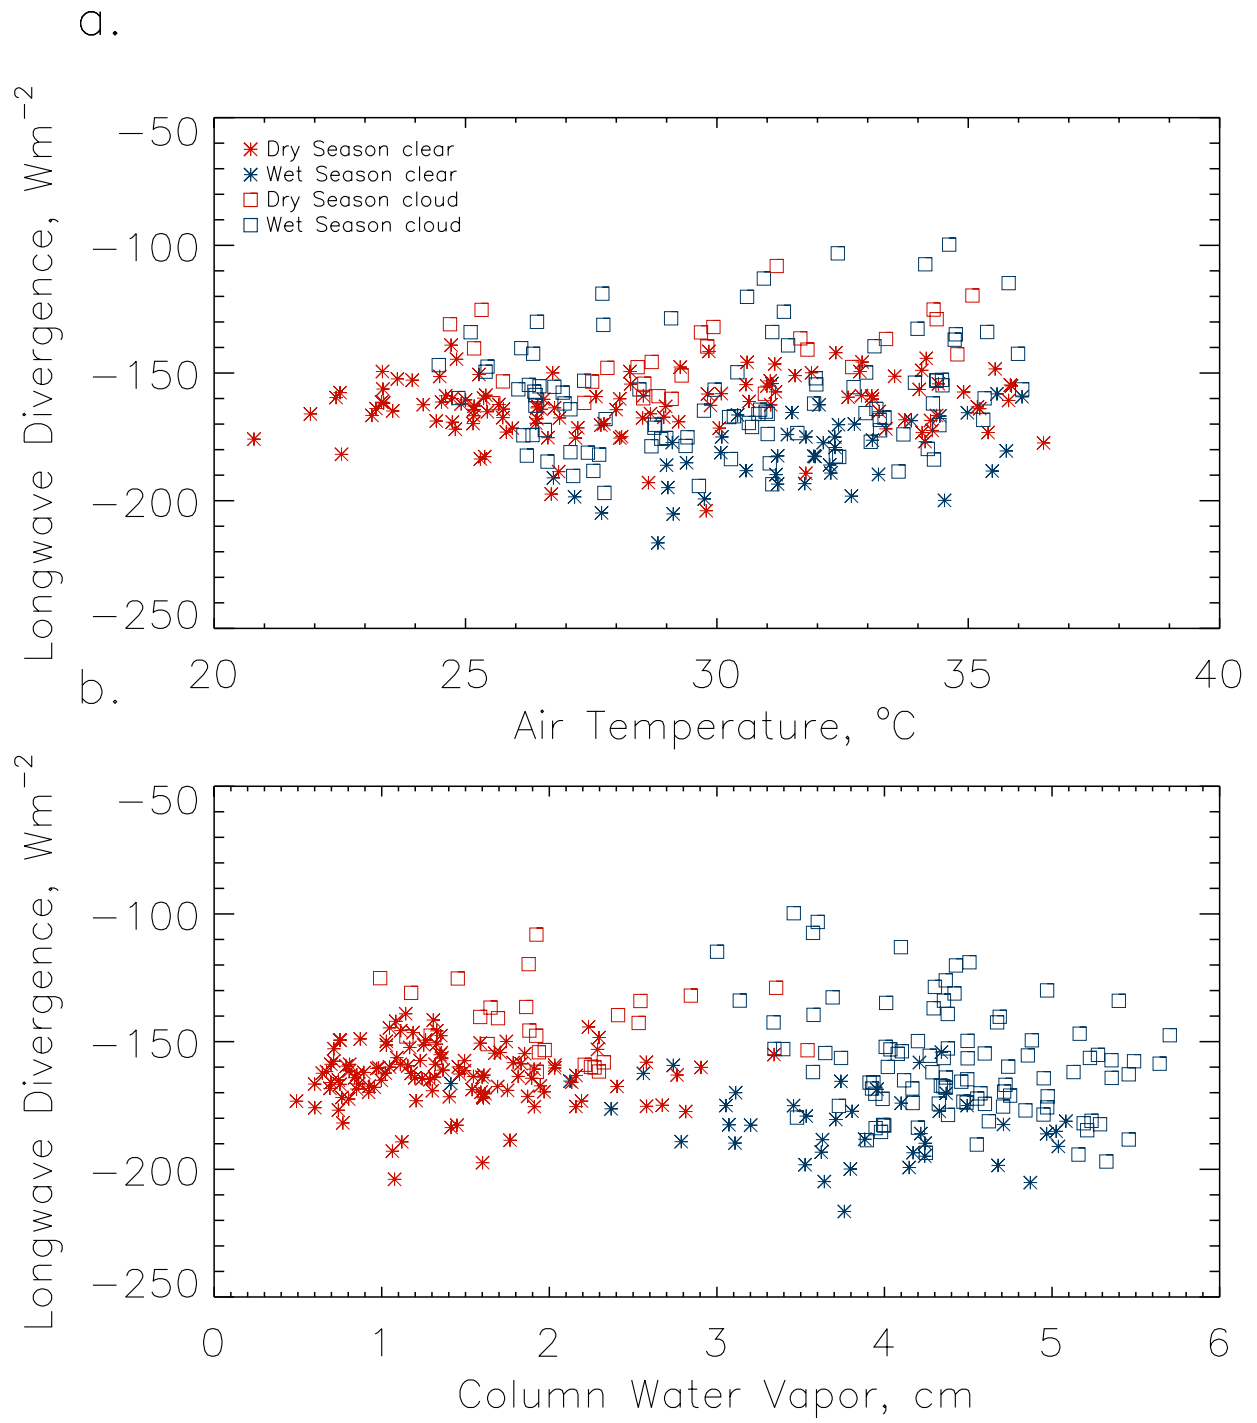 a.
Longwave Divergence, Wm−2
−50
−100
−150
−200
−250
Dry Season clear
Wet Season clear
Dry Season cloud
Wet Season cloud
20 25 30 35 40
Air Temperature, °C
b.
Longwave Divergence, Wm−2
−50
−100
−150
−200
−250
0 1 2 3 4 5 6
Column Water Vapor, cm